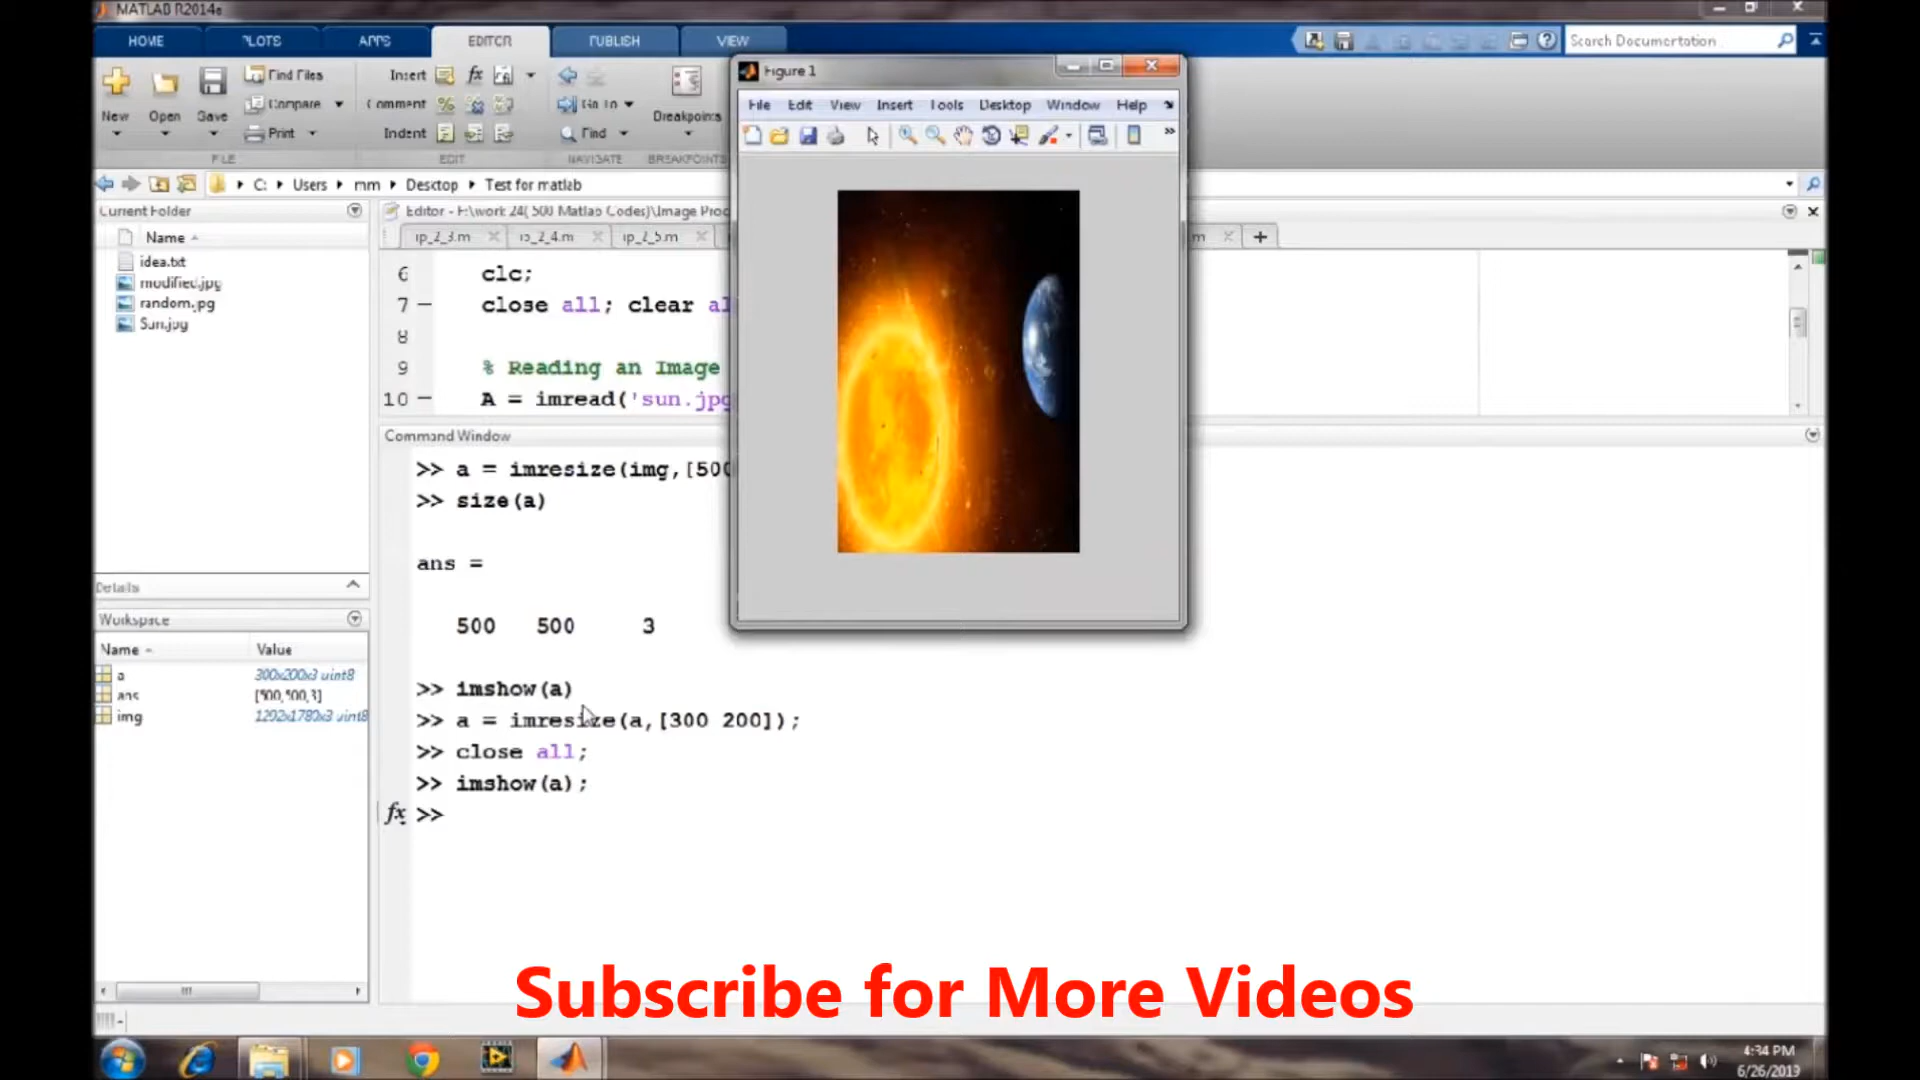 MATLAB R2014a
HOME
PLOTS
APPS
EDITOR
PUBLISH
VIEW
Search Documentation
New
Open
Save
Find Files
Compare
Print
Insert
fx
Comment
Indent
Go To
Find
Breakpoints
FILE
EDIT
NAVIGATE
BREAKPOINTS
C:
Users
mm
Desktop
Test for matlab
Current Folder
Name
idea.txt
modified.jpg
random.jpg
Sun.jpg
Details
Workspace
Name Value
a 300x200x3 uint8
ans [500,500,3]
img 1202x1780x3 uint8
Editor - F:\work 24( 500 Matlab Codes)\Image Proc
ip_2_3.m
ip_2_4.m
ip_2_5.m
m
6 clc;
7 close all; clear al
8
9 % Reading an Image
10 A = imread('sun.jpg
Command Window
>> a = imresize(img,[500
>> size(a)
ans =
500 500 3
>> imshow(a)
>> a = imresize(a,[300 200]);
>> close all;
>> imshow(a);
fx >>
Figure 1
File Edit View Insert Tools Desktop Window Help
Subscribe for More Videos
4:34 PM
6/26/2019